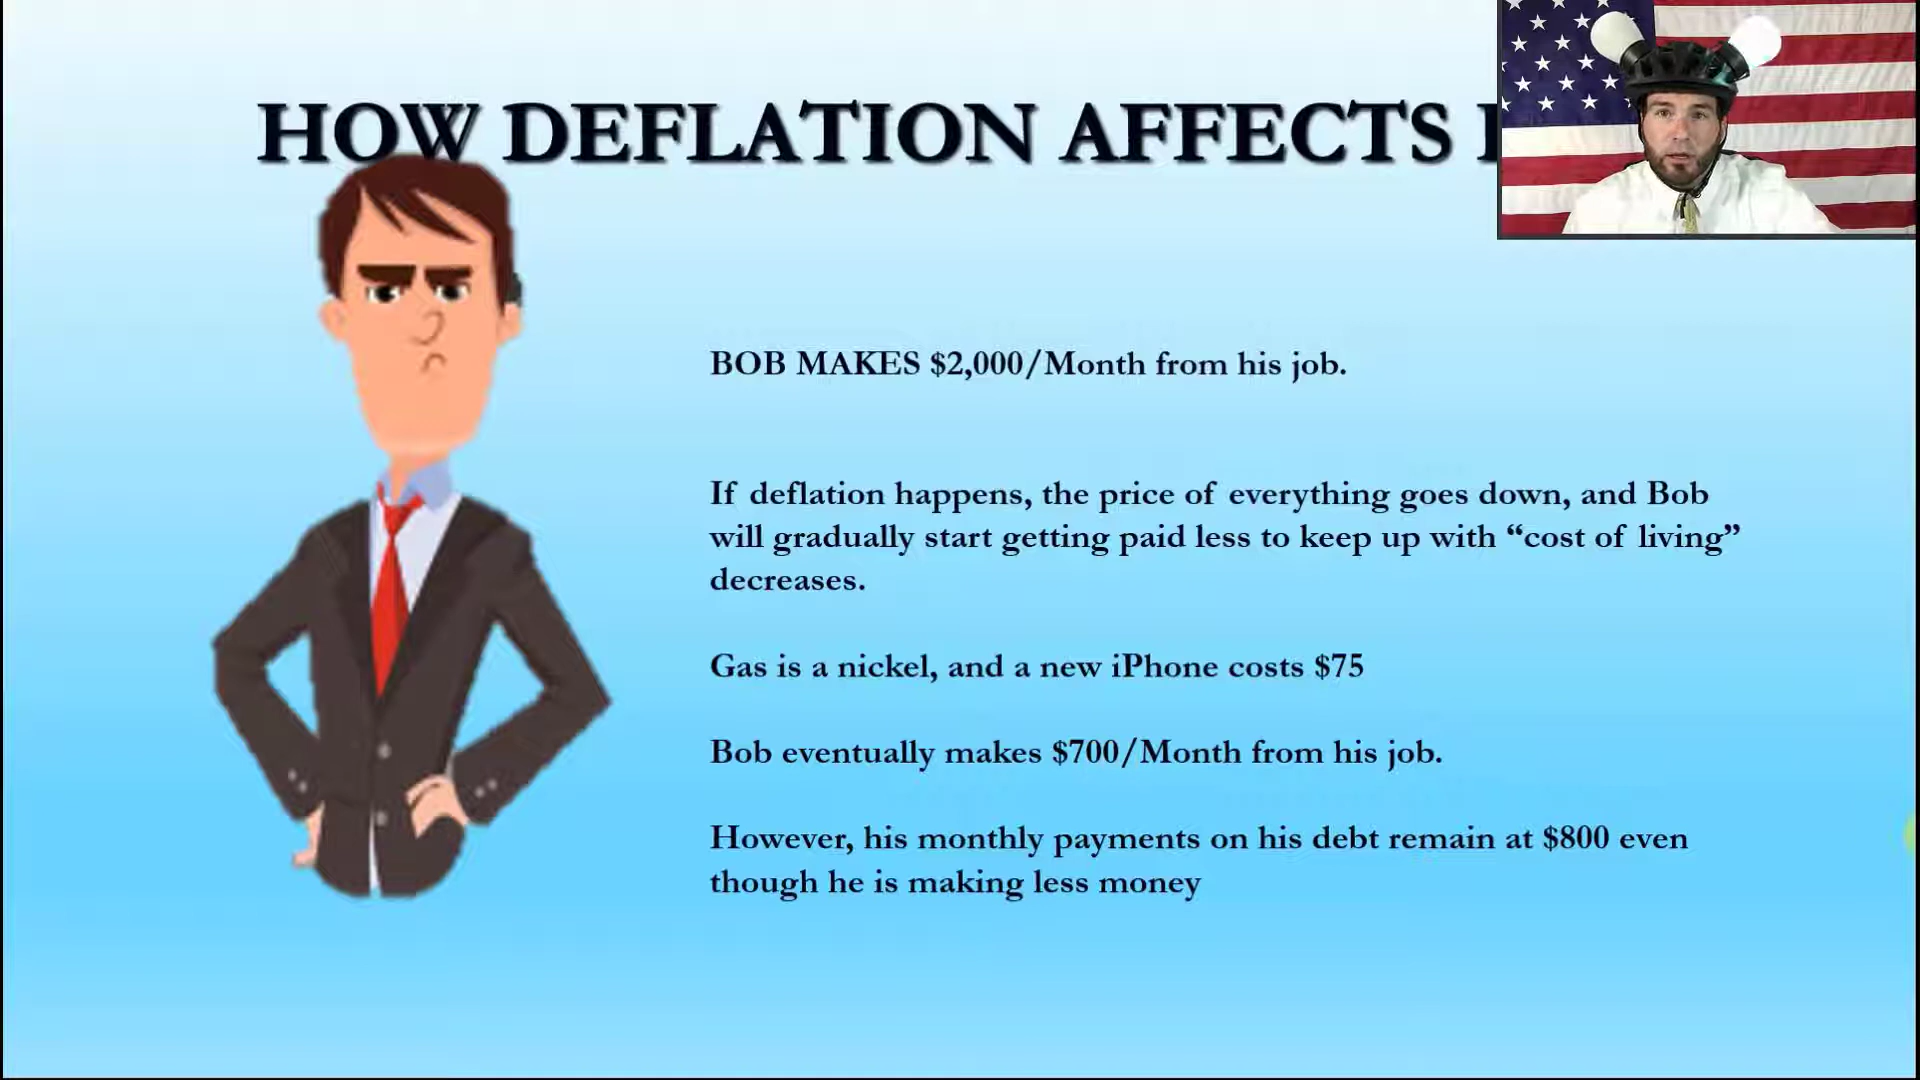 HOW DEFLATION AFFECTS
BOB MAKES $2,000/Month from his job.
If deflation happens, the price of everything goes down, and Bob
will gradually start getting paid less to keep up with “cost of living”
decreases.
Gas is a nickel, and a new iPhone costs $75
Bob eventually makes $700/Month from his job.
However, his monthly payments on his debt remain at $800 even
though he is making less money